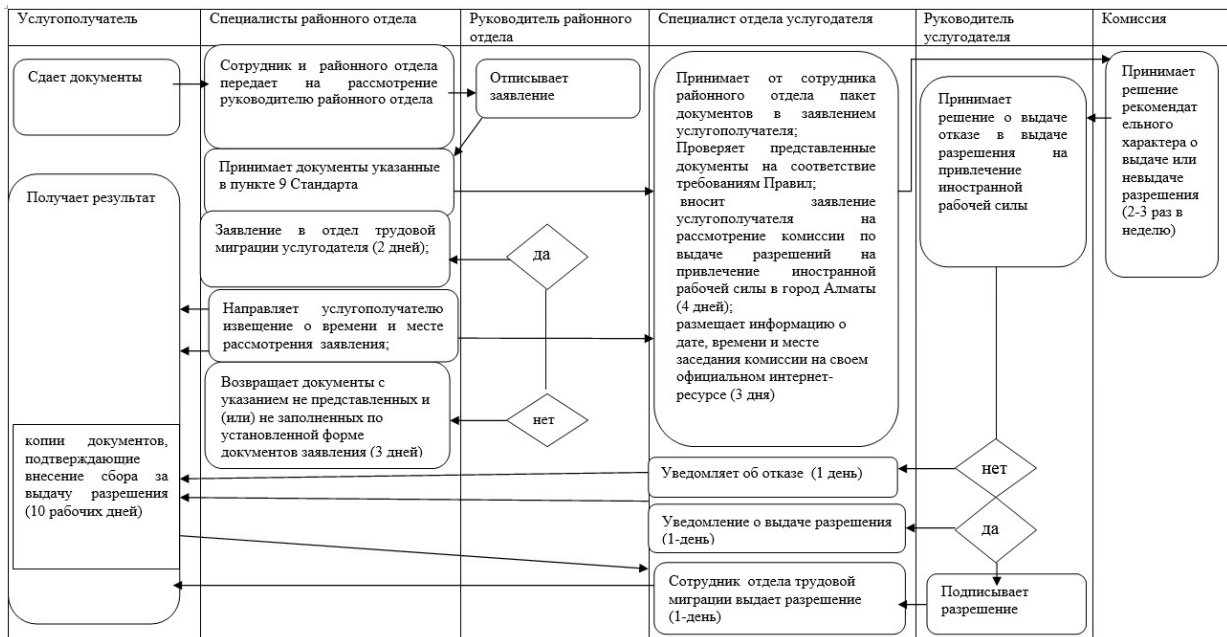 Услугополучатель
Специалисты районного отдела
Руководитель районного
отдела
Специалист отдела услугодателя
Руководитель
услугодателя
Комиссия
Сдает документы
Сотрудник и районного отдела
передает на рассмотрение
руководителю районного отдела
Отписывает
заявление
Принимает от сотрудника
районного отдела пакет
документов в заявлением
услугополучателя;
Проверяет представленные
документы на соответствие
требованиям Правил;
вносит заявление
услугополучателя на
рассмотрение комиссии по
выдаче разрешений на
привлечение иностранной
рабочей силы в город Алматы
(4 дней);
размещает информацию о
дате, времени и месте
заседания комиссии на своем
официальном интернет-
ресурсе (3 дня)
Принимает
решение о выдаче
отказе в выдаче
разрешения на
привлечение
иностранной
рабочей силы
Принимает
решение
рекомендат
ельного
характера о
выдаче или
невыдаче
разрешения
(2-3 раз в
неделю)
Принимает документы указанные
в пункте 9 Стандарта
Получает результат
Заявление в отдел трудовой
миграции услугодателя (2 дней);
да
Направляет услугополучателю
извещение о времени и месте
рассмотрения заявления;
Возвращает документы с
указанием не представленных и
(или) не заполненных по
установленной форме
документов заявления (3 дней)
нет
копии документов,
подтверждающие
внесение сбора за
выдачу разрешения
(10 рабочих дней)
Уведомляет об отказе (1 день)
нет
Уведомление о выдаче разрешения
(1-день)
да
Сотрудник отдела трудовой
миграции выдает разрешение
(1-день)
Подписывает
разрешение